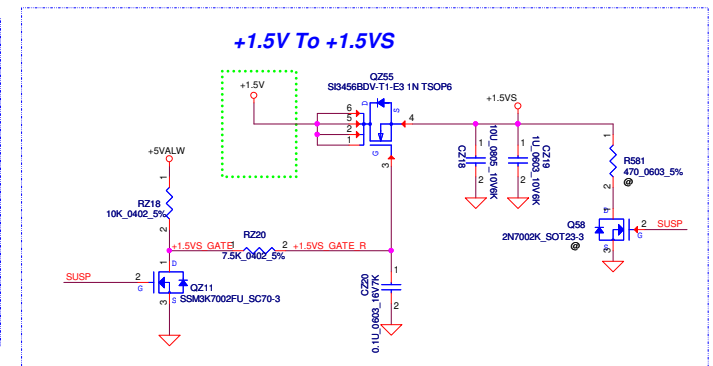 +1.5V To +1.5VS
QZ55
SI3456BDV-T1-E3 1N TSOP6
+1.5V
D
S
6
5
2
1
4
G
3
+1.5VS
10U_0805_10V6K
CZ18
1
2
1U_0603_10V6K
CZ19
1
2
1
R581
470_0603_5%
2
@
+5VALW
1
RZ18
10K_0402_5%
2
+1.5VS_GATE
1
RZ20
2
+1.5VS_GATE_R
7.5K_0402_5%
SUSP
2
G
1
D
QZ11
S
3
SSM3K7002FU_SC70-3
1
CZ20
2
0.1U_0603_16V7K
Q58
2N7002K_SOT23-3
@
1
D
2
G
SUSP
S
3